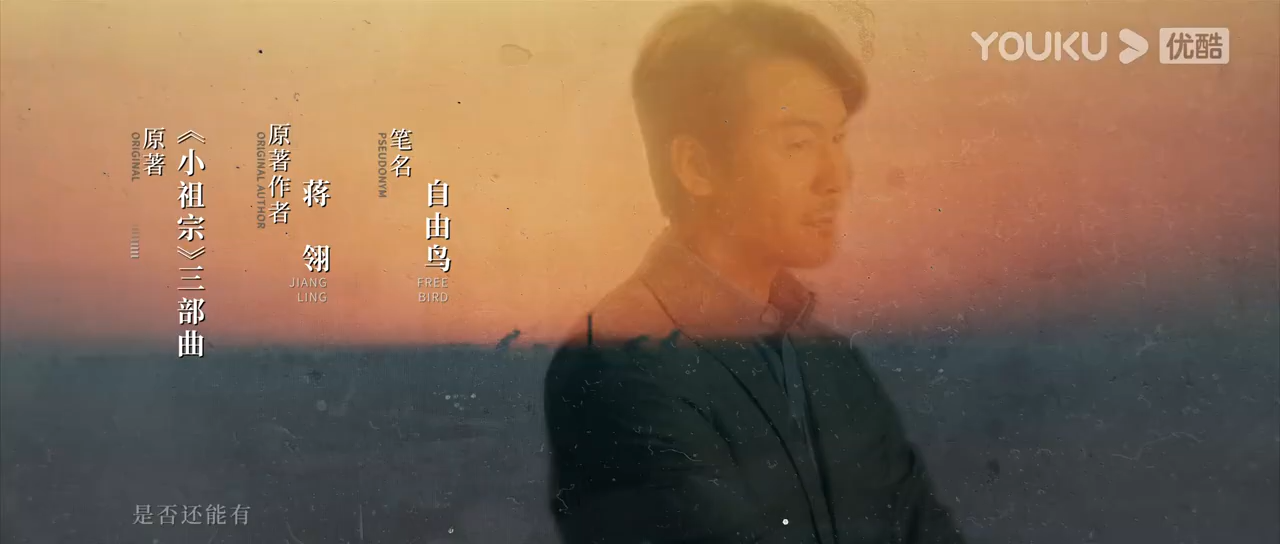 YOUKU 优酷
原著
ORIGINAL
《小祖宗》三部曲
原著作者
ORIGINAL AUTHOR
蒋 翎
JIANG
LING
笔名
PSEUDONYM
自由鸟
FREE
BIRD
是否还能有